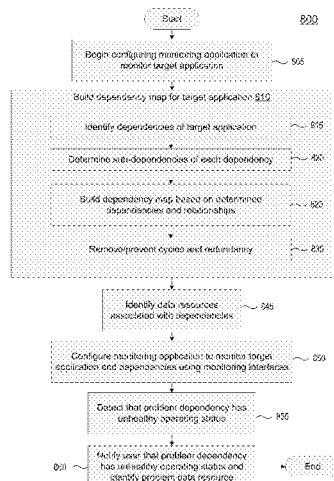 Start
800
Begin configuring monitoring application to
monitor target application
805
Build dependency map for target application 810
Identify dependencies of target application
815
Determine sub-dependencies of each dependency
820
Build dependency map based on determined
dependencies and relationships
825
Remove/prevent cycles and redundancy
830
Identify data resources
associated with dependencies
845
Configure monitoring application to monitor target
application and dependencies using monitoring interfaces
850
Detect that problem dependency has
unhealthy operating status
855
Notify user that problem dependency
has unhealthy operating status and
identify problem data resource
860
End